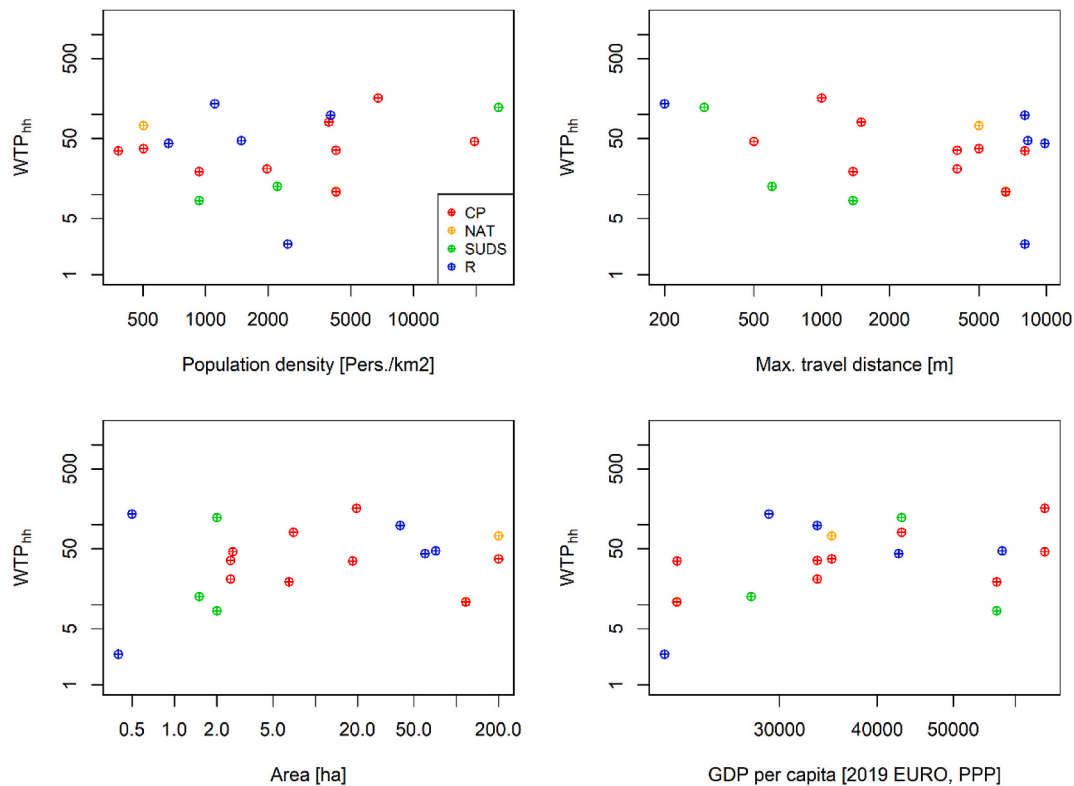 WTPhh
500
50
5
1
CP
NAT
SUDS
R
500 1000 2000 5000 10000
Population density [Pers./km2]
WTPhh
500
50
5
1
200 500 1000 2000 5000 10000
Max. travel distance [m]
WTPhh
500
50
5
1
0.5 1.0 2.0 5.0 20.0 50.0 200.0
Area [ha]
WTPhh
500
50
5
1
30000 40000 50000
GDP per capita [2019 EURO, PPP]